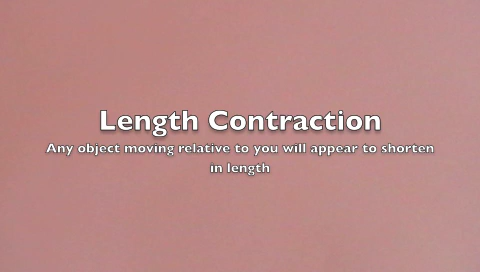 Length Contraction
Any object moving relative to you will appear to shorten
in length